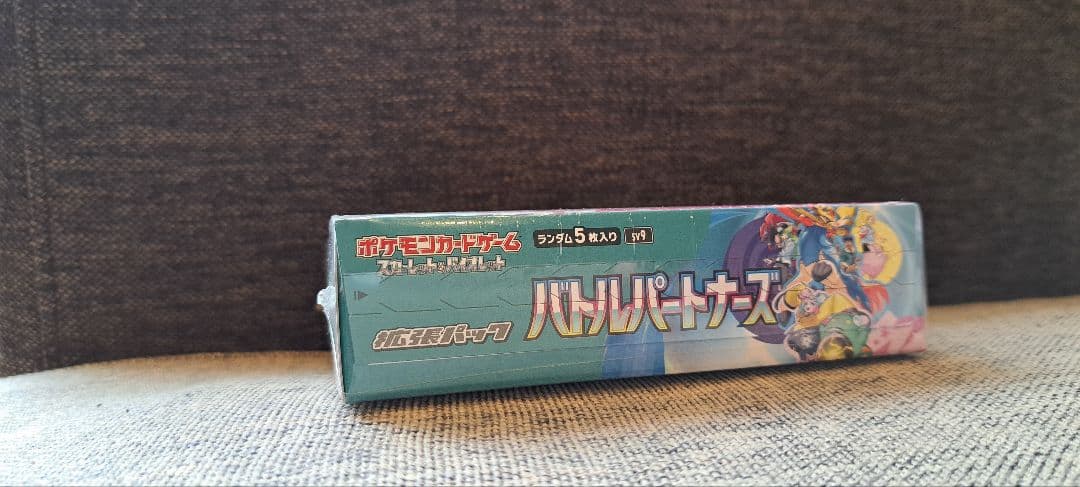 ポケモンカードゲーム
スカーレット&バイオレット
ランダム5枚入り
sv9
拡張パック
バトルパートナーズ